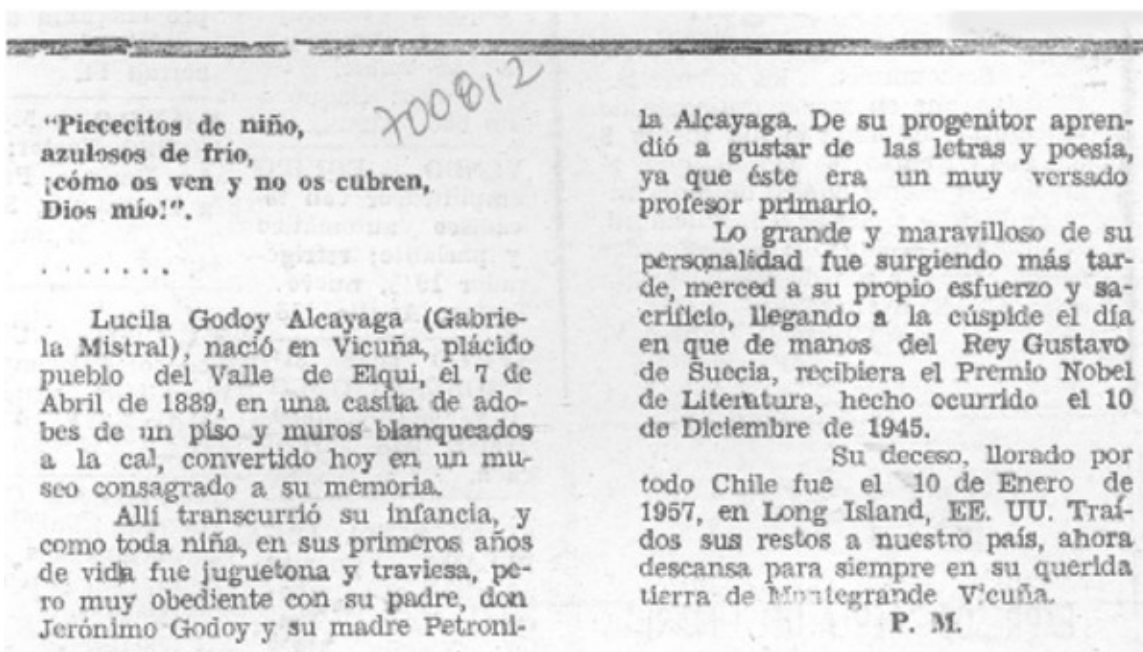 700812
"Piececitos de niño,
azulosos de frío,
¡cómo os ven y no os cubren,
Dios mío!".
. . . . . . .
Lucila Godoy Alcayaga (Gabrie-
la Mistral), nació en Vicuña, plácido
pueblo del Valle de Elqui, el 7 de
Abril de 1889, en una casita de ado-
bes de un piso y muros blanqueados
a la cal, convertido hoy en un mu-
seo consagrado a su memoria.
Allí transcurrió su infancia, y
como toda niña, en sus primeros años
de vida fue juguetona y traviesa, pe-
ro muy obediente con su padre, don
Jerónimo Godoy y su madre Petroni-
la Alcayaga. De su progenitor apren-
dió a gustar de las letras y poesía,
ya que éste era un muy versado
profesor primario.
Lo grande y maravilloso de su
personalidad fue surgiendo más tar-
de, merced a su propio esfuerzo y sa-
crificio, llegando a la cúspide el día
en que de manos del Rey Gustavo
de Suecia, recibiera el Premio Nobel
de Literatura, hecho ocurrido el 10
de Diciembre de 1945.
Su deceso, llorado por
todo Chile fue el 10 de Enero de
1957, en Long Island, EE. UU. Traí-
dos sus restos a nuestro país, ahora
descansa para siempre en su querida
tierra de Montegrande Vicuña.
P. M.